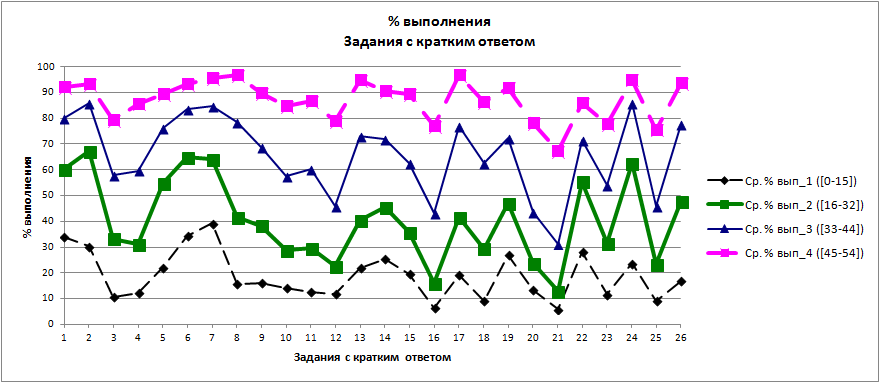 % выполнения
Задания с кратким ответом
% выполнения
100
90
80
70
60
50
40
30
20
10
0
1 2 3 4 5 6 7 8 9 10 11 12 13 14 15 16 17 18 19 20 21 22 23 24 25 26
Задания с кратким ответом
Ср. % вып_1 ([0-15])
Ср. % вып_2 ([16-32])
Ср. % вып_3 ([33-44])
Ср. % вып_4 ([45-54])